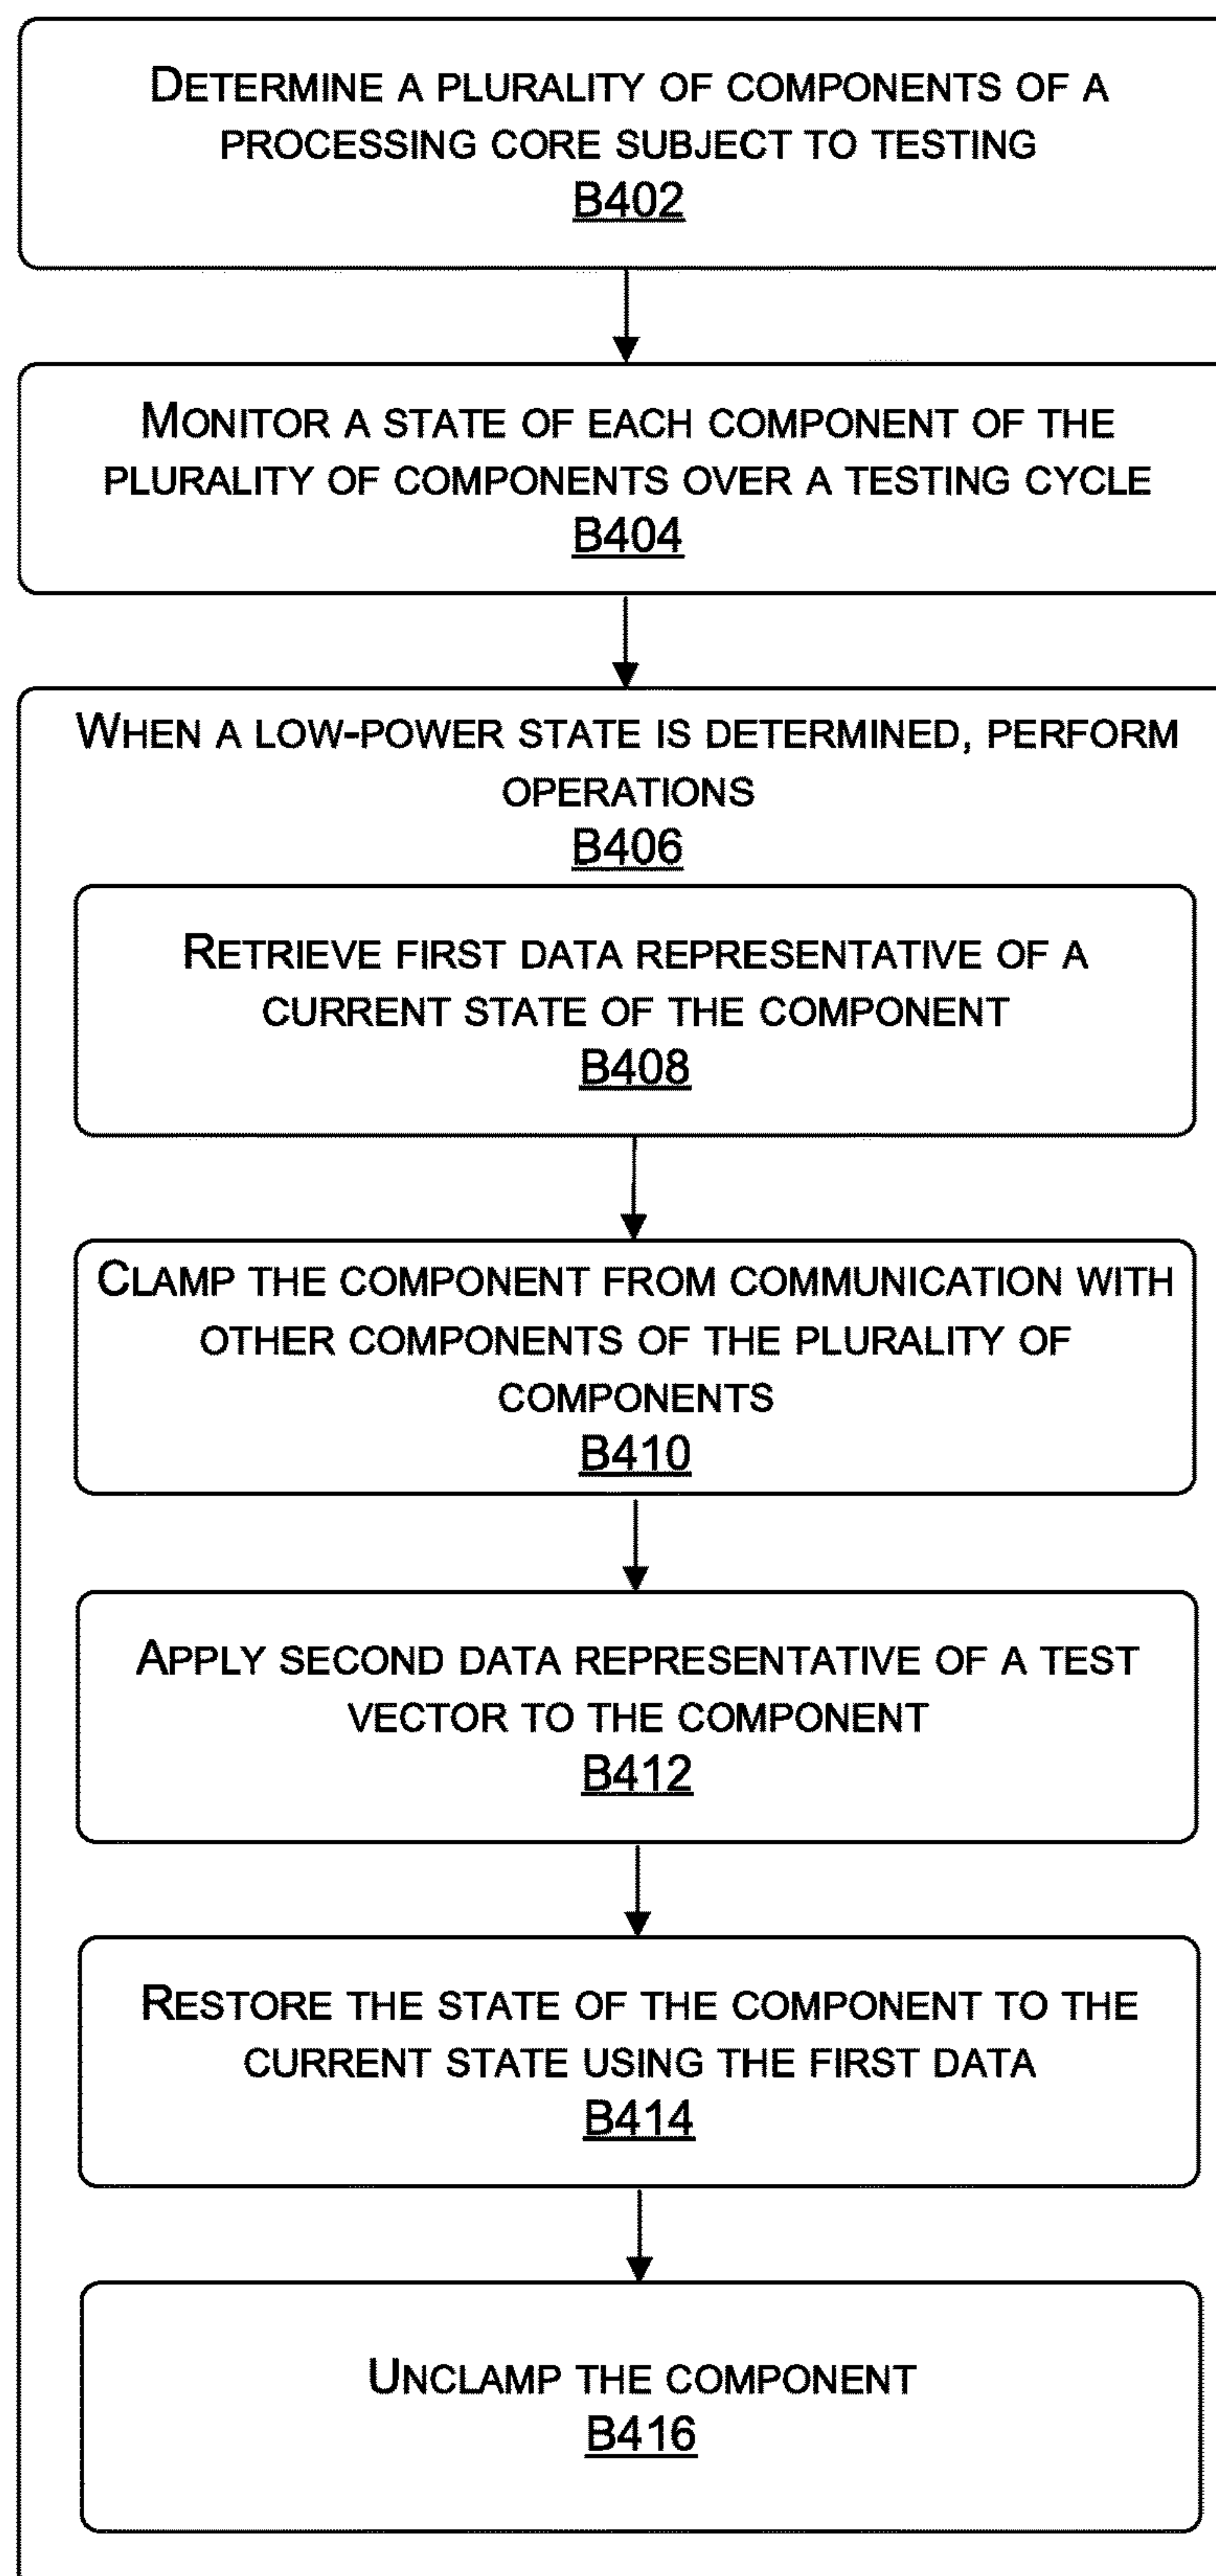 DETERMINE A PLURALITY OF COMPONENTS OF A
PROCESSING CORE SUBJECT TO TESTING
B402
MONITOR A STATE OF EACH COMPONENT OF THE
PLURALITY OF COMPONENTS OVER A TESTING CYCLE
B404
WHEN A LOW-POWER STATE IS DETERMINED, PERFORM
OPERATIONS
B406
RETRIEVE FIRST DATA REPRESENTATIVE OF A
CURRENT STATE OF THE COMPONENT
B408
CLAMP THE COMPONENT FROM COMMUNICATION WITH
OTHER COMPONENTS OF THE PLURALITY OF
COMPONENTS
B410
APPLY SECOND DATA REPRESENTATIVE OF A TEST
VECTOR TO THE COMPONENT
B412
RESTORE THE STATE OF THE COMPONENT TO THE
CURRENT STATE USING THE FIRST DATA
B414
UNCLAMP THE COMPONENT
B416